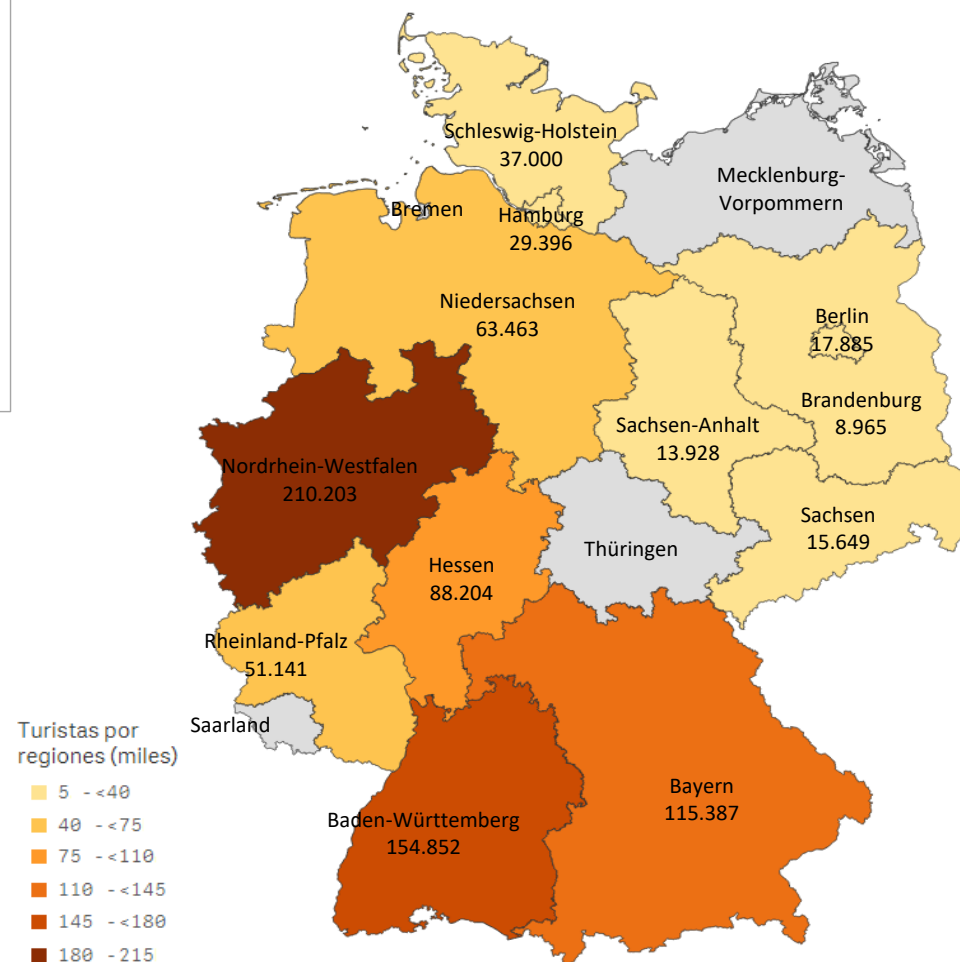 Schleswig-Holstein
37.000
Mecklenburg-
Vorpommern
Bremen
Hamburg
29.396
Niedersachsen
63.463
Berlin
17.885
Brandenburg
8.965
Sachsen-Anhalt
13.928
Nordrhein-Westfalen
210.203
Sachsen
15.649
Thüringen
Hessen
88.204
Rheinland-Pfalz
51.141
Saarland
Bayern
115.387
Baden-Württemberg
154.852
Turistas por
regiones (miles)
5 -<40
40 -<75
75 -<110
110 -<145
145 -<180
180 -215